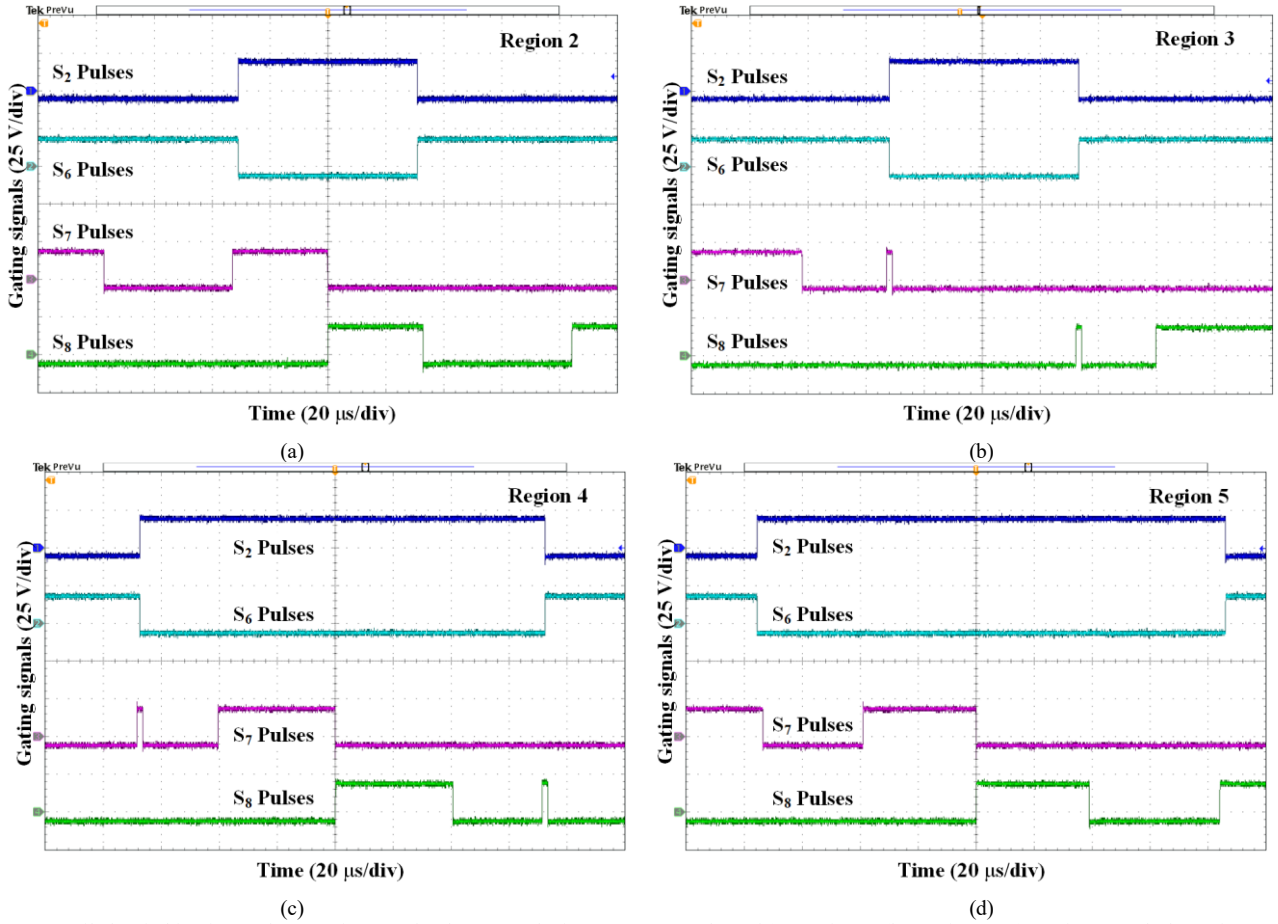 Tek PreVu
Region 2
S2 Pulses
S6 Pulses
S7 Pulses
S8 Pulses
Gating signals (25 V/div)
Time (20 μs/div)
(a)
Tek PreVu
Region 3
S2 Pulses
S6 Pulses
S7 Pulses
S8 Pulses
Gating signals (25 V/div)
Time (20 μs/div)
(b)
Tek PreVu
Region 4
S2 Pulses
S6 Pulses
S7 Pulses
S8 Pulses
Gating signals (25 V/div)
Time (20 μs/div)
(c)
Tek PreVu
Region 5
S2 Pulses
S6 Pulses
S7 Pulses
S8 Pulses
Gating signals (25 V/div)
Time (20 μs/div)
(d)